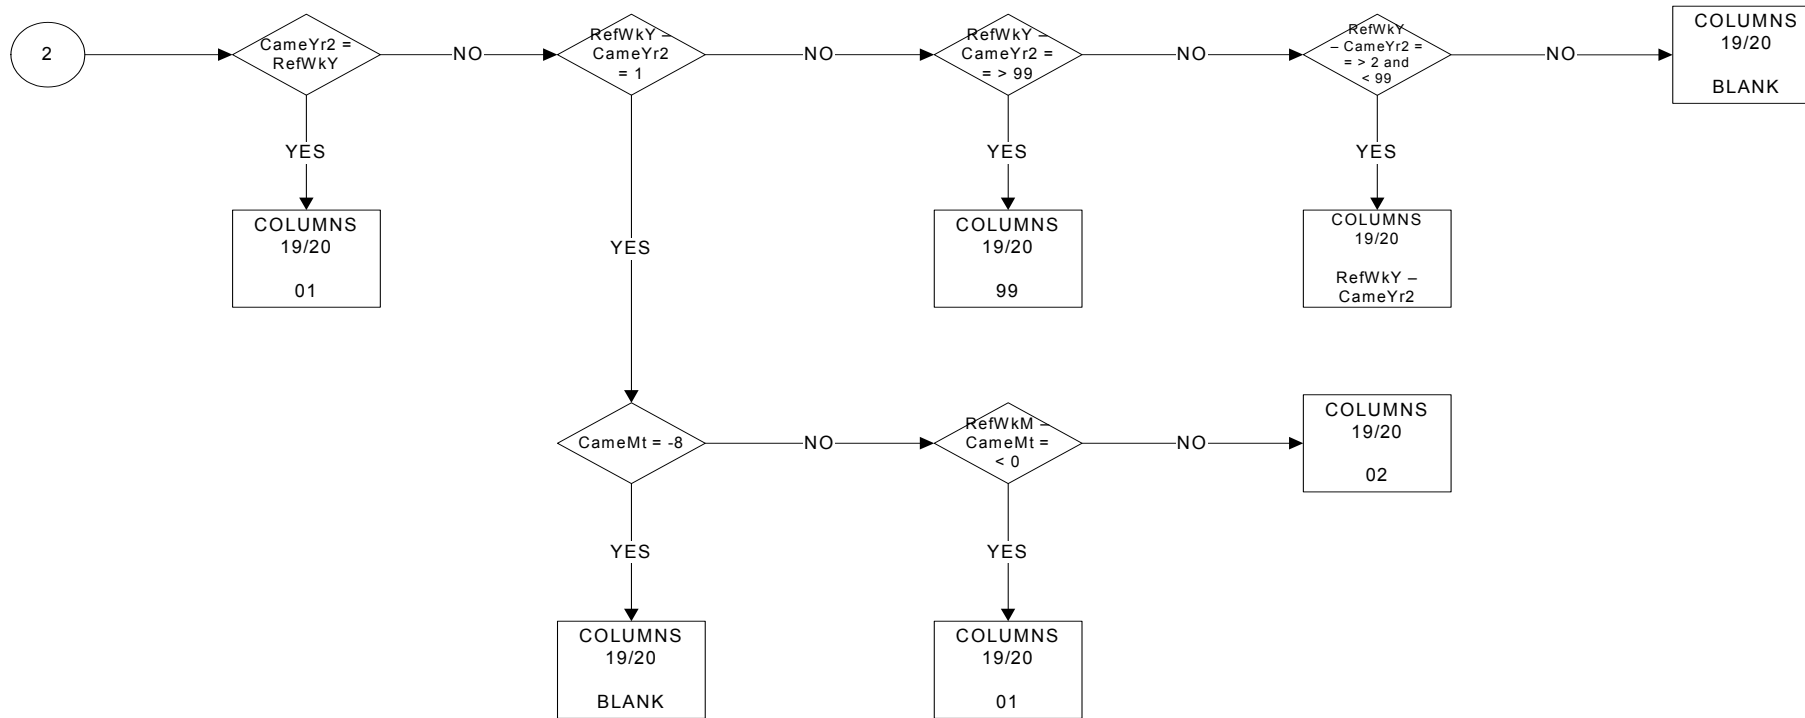 2
CameYr2 =
RefWkY
NO
RefWkY –
CameYr2
= 1
NO
RefWkY –
CameYr2 =
= > 99
NO
RefWkY
– CameYr2 =
= > 2 and
< 99
NO
COLUMNS
19/20
BLANK
YES
YES
YES
COLUMNS
19/20
01
YES
COLUMNS
19/20
99
COLUMNS
19/20
RefWkY –
CameYr2
CameMt = -8
NO
RefWkM –
CameMt =
< 0
NO
COLUMNS
19/20
02
YES
YES
COLUMNS
19/20
BLANK
COLUMNS
19/20
01